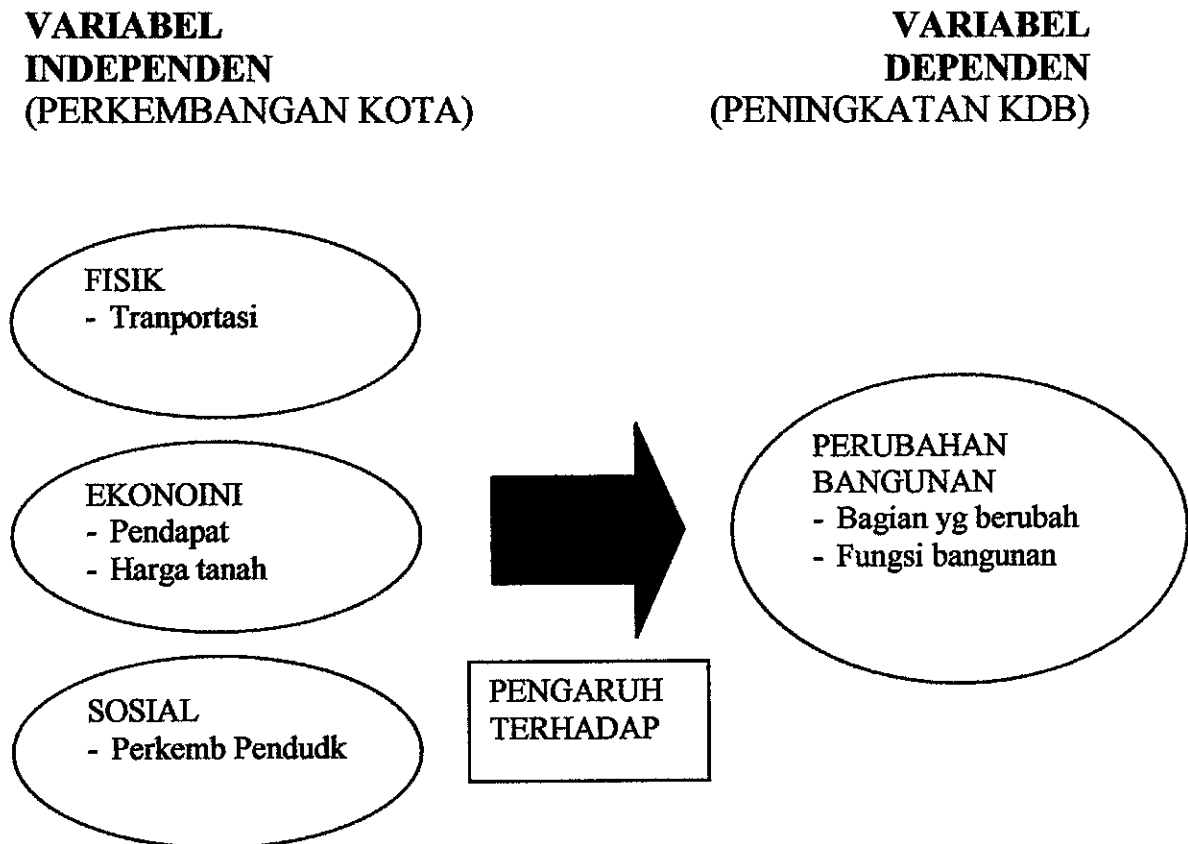 VARIABEL
INDEPENDEN
(PERKEMBANGAN KOTA)
VARIABEL
DEPENDEN
(PENINGKATAN KDB)
FISIK
- Tranportasi
EKONOINI
- Pendapat
- Harga tanah
SOSIAL
- Perkemb Pendudk
PENGARUH
TERHADAP
PERUBAHAN
BANGUNAN
- Bagian yg berubah
- Fungsi bangunan